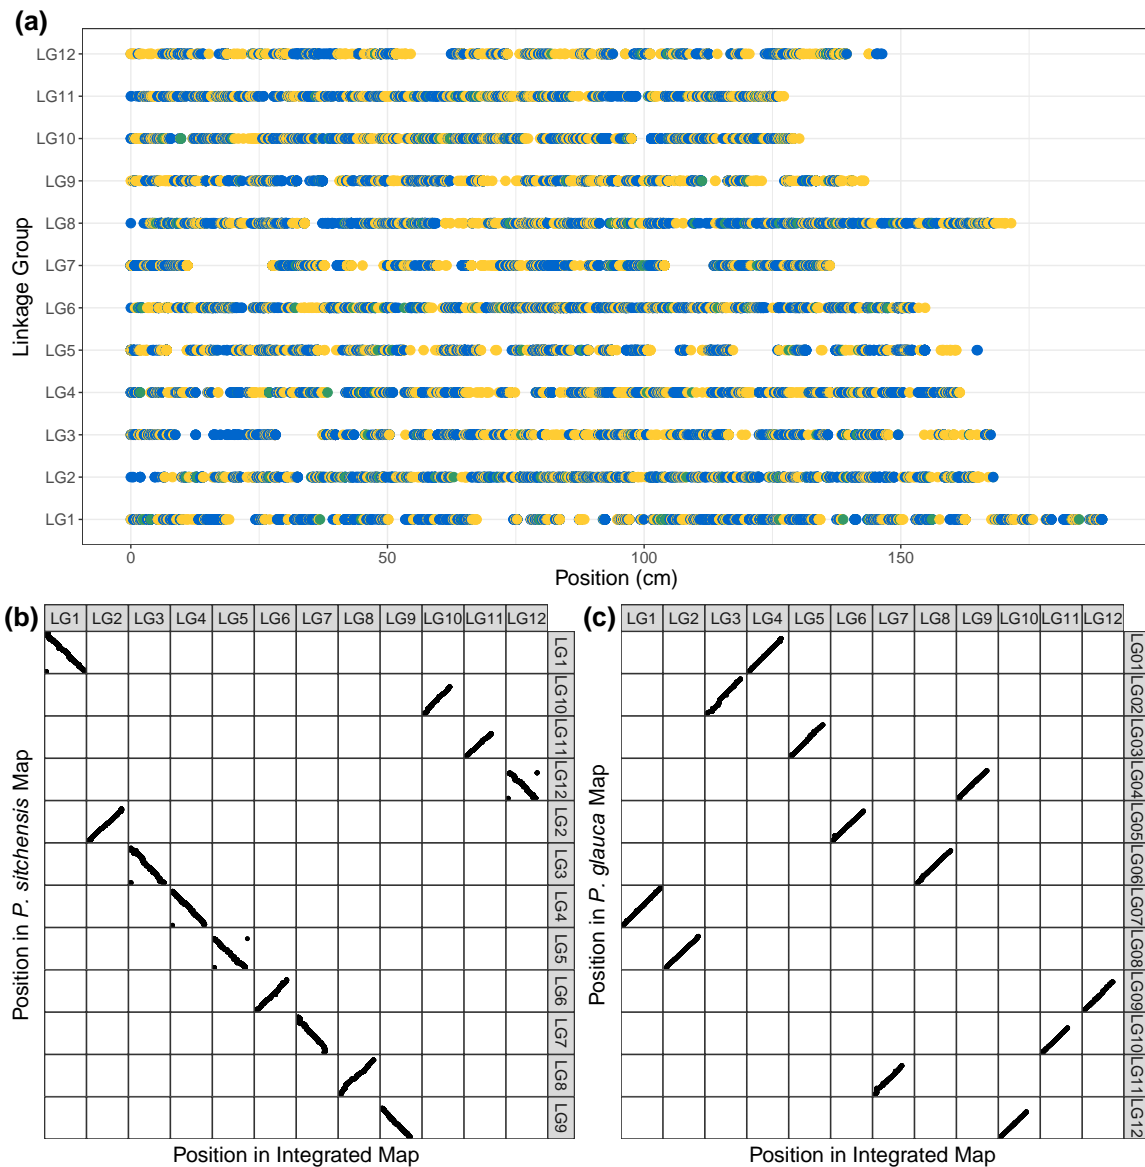 (a)
LG12
LG11
LG10
LG9
LG8
LG7
LG6
LG5
LG4
LG3
LG2
LG1
Linkage Group
0
50
100
150
Position (cm)
(b)
LG1 LG2 LG3 LG4 LG5 LG6 LG7 LG8 LG9 LG10 LG11 LG12
LG1
LG10
LG11
LG12
LG2
LG3
LG4
LG5
LG6
LG7
LG8
LG9
Position in P. sitchensis Map
Position in Integrated Map
(c)
LG1 LG2 LG3 LG4 LG5 LG6 LG7 LG8 LG9 LG10 LG11 LG12
LG01
LG02
LG03
LG04
LG05
LG06
LG07
LG08
LG09
LG10
LG11
LG12
Position in P. glauca Map
Position in Integrated Map